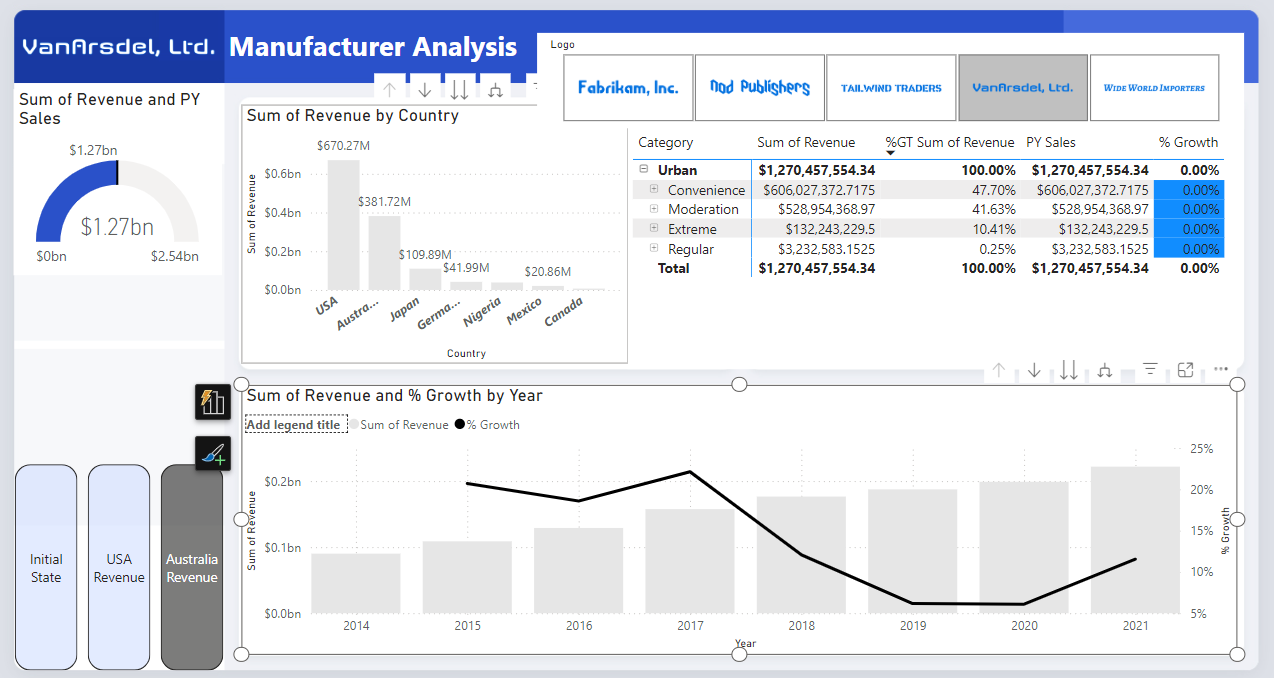 VanArsdel, Ltd.
Manufacturer Analysis
Logo
Fabrikam, Inc.
Nod Publishers
TAILWIND TRADERS
VanArsdel, Ltd.
WIDE WORLD IMPORTERS
Sum of Revenue and PY
Sales
$1.27bn
$1.27bn
$0bn
$2.54bn
Sum of Revenue by Country
$670.27M
$381.72M
$109.89M
$41.99M
$20.86M
Sum of Revenue
$0.6bn
$0.4bn
$0.2bn
$0.0bn
USA
Austra...
Japan
Germa...
Nigeria
Mexico
Canada
Country
Category Sum of Revenue %GT Sum of Revenue PY Sales % Growth
Urban $1,270,457,554.34 100.00% $1,270,457,554.34 0.00%
Convenience $606,027,372.7175 47.70% $606,027,372.7175 0.00%
Moderation $528,954,368.97 41.63% $528,954,368.97 0.00%
Extreme $132,243,229.5 10.41% $132,243,229.5 0.00%
Regular $3,232,583.1525 0.25% $3,232,583.1525 0.00%
Total $1,270,457,554.34 100.00% $1,270,457,554.34 0.00%
Sum of Revenue and % Growth by Year
Add legend title Sum of Revenue % Growth
Sum of Revenue
$0.2bn
$0.1bn
$0.0bn
25%
20%
15%
10%
5%
% Growth
2014 2015 2016 2017 2018 2019 2020 2021
Year
Initial
State
USA
Revenue
Australia
Revenue